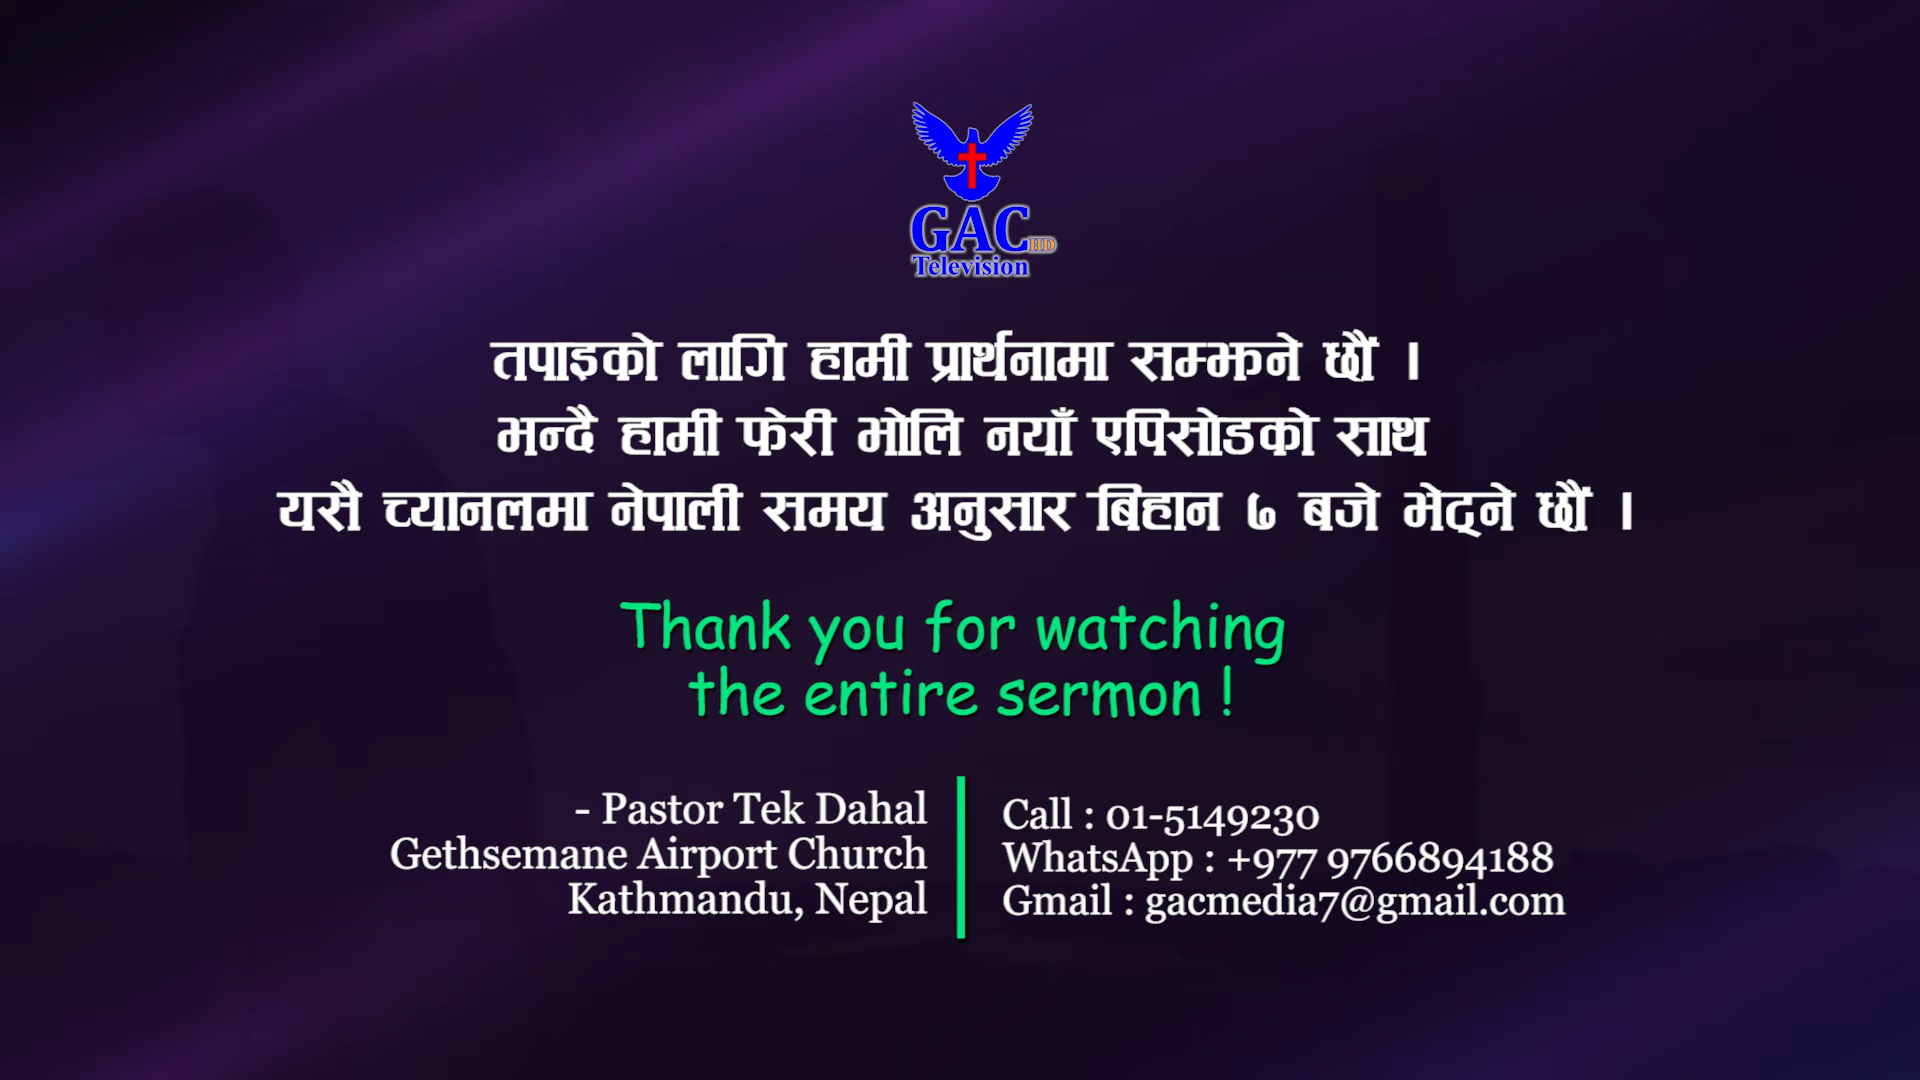 GAC HD
Television
तपाइको लागि हामी प्रार्थनामा सम्झने छौं ।
भन्दै हामी फेरी भोलि नयाँ एपिसोडको साथ
यसै च्यानलमा नेपाली समय अनुसार बिहान ७ बजे भेट्ने छौं ।
Thank you for watching
the entire sermon !
- Pastor Tek Dahal
Gethsemane Airport Church
Kathmandu, Nepal
Call : 01-5149230
WhatsApp : +977 9766894188
Gmail : gacmedia7@gmail.com